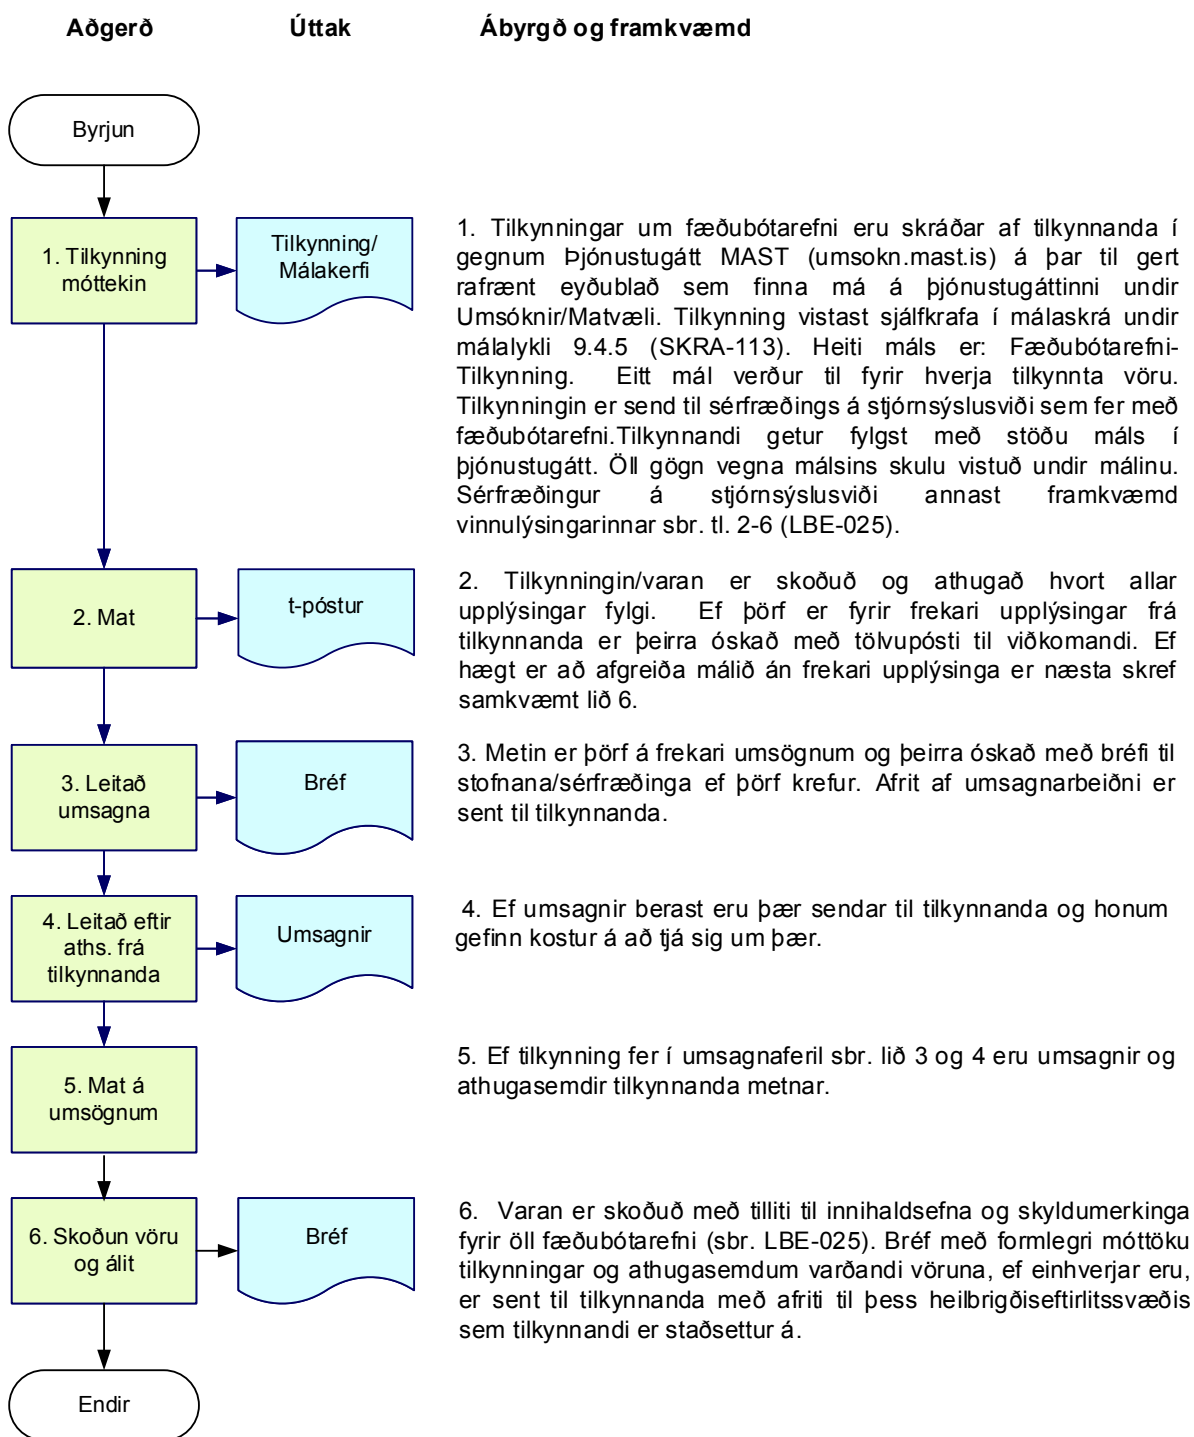 Aðgerð Úttak Ábyrgð og framkvæmd
Byrjun
1. Tilkynning
móttekin
Tilkynning/
Málakerfi
1. Tilkynningar um fæðubótarefni eru skráðar af tilkynnanda í
gegnum Þjónustugátt MAST (umsokn.mast.is) á þar til gert
rafrænt eyðublað sem finna má á þjónustugáttinni undir
Umsóknir/Matvæli. Tilkynning vistast sjálfkrafa í málaskrá undir
málalykli 9.4.5 (SKRA-113). Heiti máls er: Fæðubótarefni-
Tilkynning. Eitt mál verður til fyrir hverja tilkynnta vöru.
Tilkynningin er send til sérfræðings á stjórnsýslusviði sem fer með
fæðubótarefni.Tilkynnandi getur fylgst með stöðu máls í
þjónustugátt. Öll gögn vegna málsins skulu vistuð undir málinu.
Sérfræðingur á stjórnsýslusviði annast framkvæmd
vinnulýsingarinnar sbr. tl. 2-6 (LBE-025).
2. Mat
t-póstur
2. Tilkynningin/varan er skoðuð og athugað hvort allar
upplýsingar fylgi. Ef þörf er fyrir frekari upplýsingar frá
tilkynnanda er þeirra óskað með tölvupósti til viðkomandi. Ef
hægt er að afgreiða málið án frekari upplýsinga er næsta skref
samkvæmt lið 6.
3. Leitað
umsagna
Bréf
3. Metin er þörf á frekari umsögnum og þeirra óskað með bréfi til
stofnana/sérfræðinga ef þörf krefur. Afrit af umsagnarbeiðni er
sent til tilkynnanda.
4. Leitað eftir
aths. frá
tilkynnanda
Umsagnir
4. Ef umsagnir berast eru þær sendar til tilkynnanda og honum
gefinn kostur á að tjá sig um þær.
5. Mat á
umsögnum
5. Ef tilkynning fer í umsagnaferil sbr. lið 3 og 4 eru umsagnir og
athugasemdir tilkynnanda metnar.
6. Skoðun vöru
og álit
Bréf
6. Varan er skoðuð með tilliti til innihaldsefna og skyldumerkinga
fyrir öll fæðubótarefni (sbr. LBE-025). Bréf með formlegri móttöku
tilkynningar og athugasemdum varðandi vöruna, ef einhverjar eru,
er sent til tilkynnanda með afriti til þess heilbrigðiseftirlitssvæðis
sem tilkynnandi er staðsettur á.
Endir